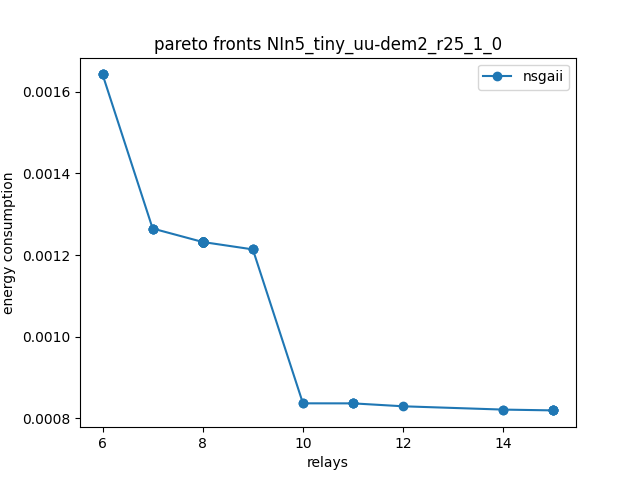 pareto fronts NIn5_tiny_uu-dem2_r25_1_0
nsgaii
energy consumption
0.0016
0.0014
0.0012
0.0010
0.0008
6 8 10 12 14
relays